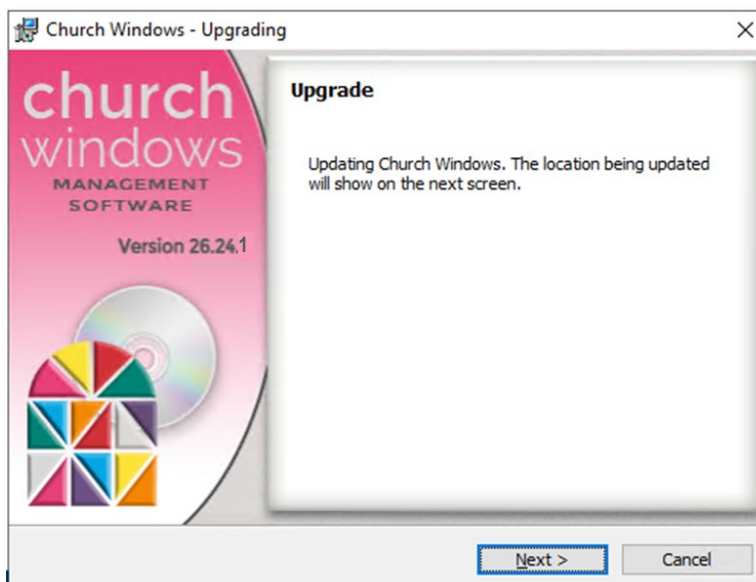 Church Windows - Upgrading
church
windows
MANAGEMENT
SOFTWARE
Version 26.24.1
Upgrade
Updating Church Windows. The location being updated
will show on the next screen.
Next >
Cancel